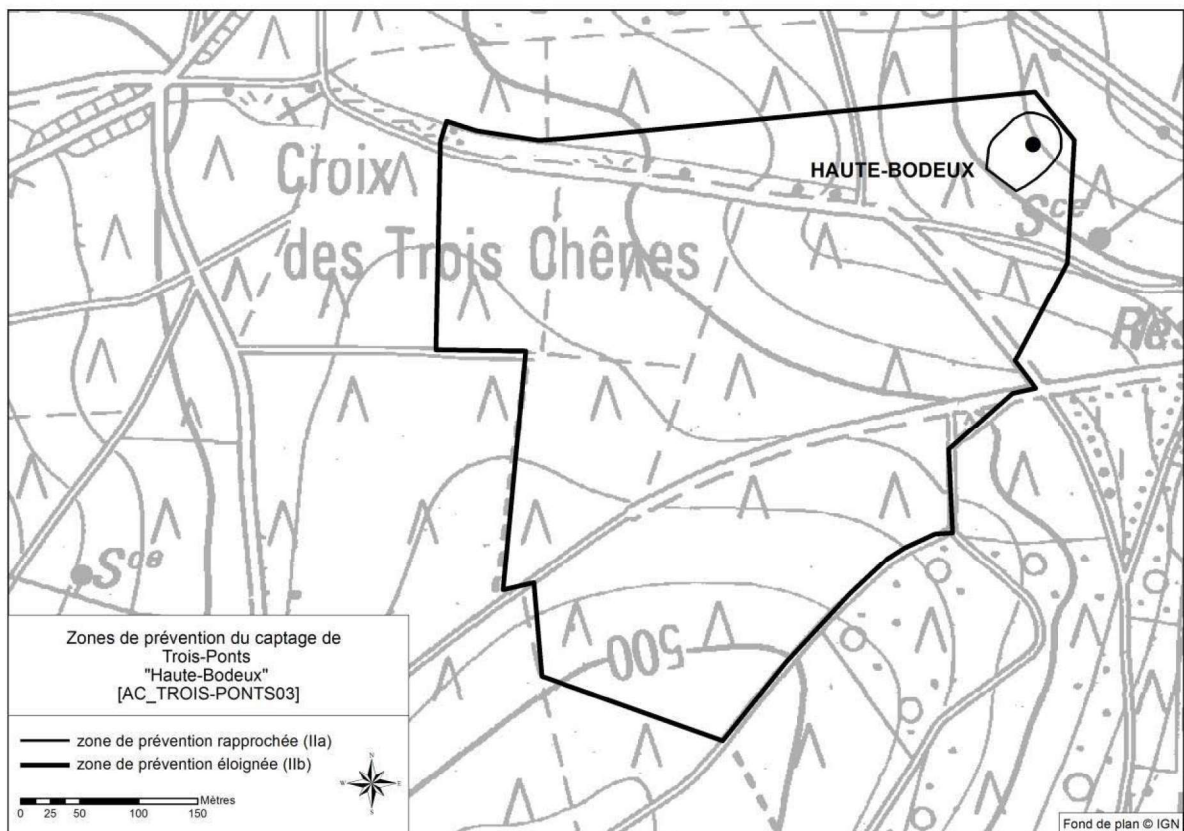 Croix
des Trois Chênes
HAUTE-BODEUX
Sce
Rés
Sce
500
Zones de prévention du captage de
Trois-Ponts
"Haute-Bodeux"
[AC_TROIS-PONTS03]
zone de prévention rapprochée (IIa)
zone de prévention éloignée (IIb)
N
W E
S
Mètres
0 25 50 100 150
Fond de plan © IGN